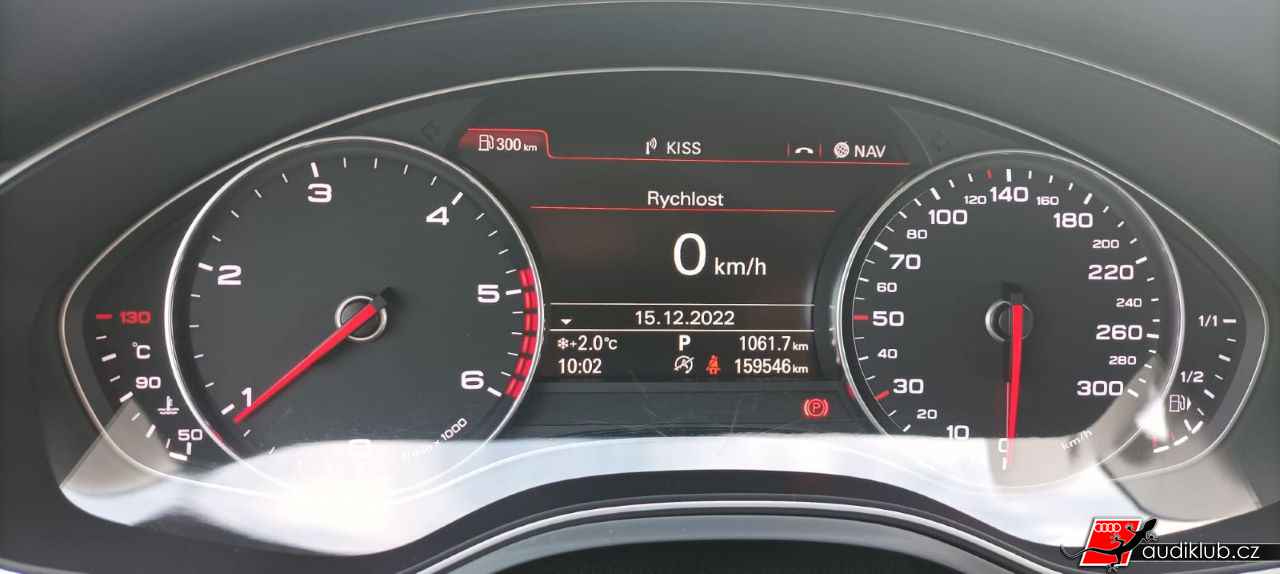 300 km KISS NAV
Rychlost
0 km/h
15.12.2022
+2.0°C P 1061.7 km
10:02 159546 km
P
1 2 3 4 5 6
130
°C
90
50
0 10 20 30 40 50 60 70 80 100 120 140 160 180 200 220 240 260 280 300
km/h
1/1
1/2
audiklub.cz